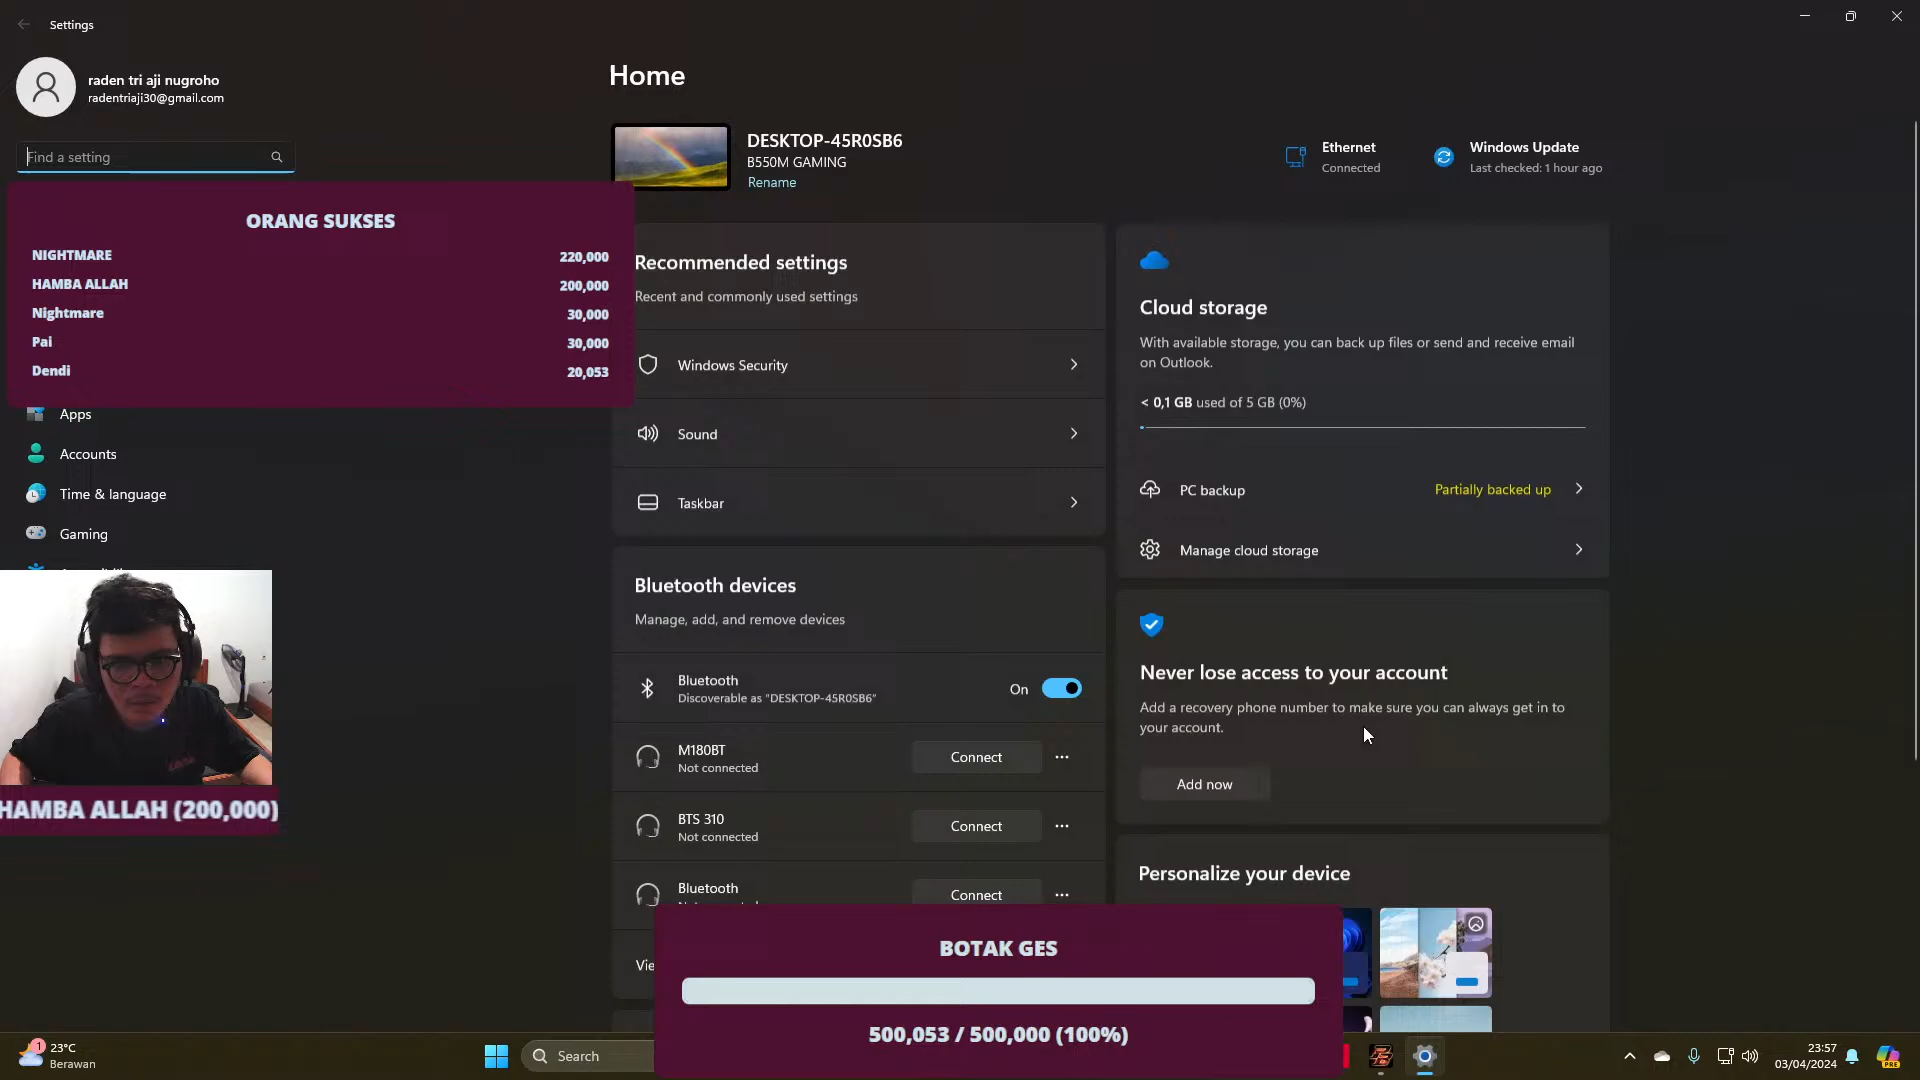 Settings
raden tri aji nugroho
radentriaji30@gmail.com
Find a setting
ORANG SUKSES
NIGHTMARE 220,000
HAMBA ALLAH 200,000
Nightmare 30,000
Pai 30,000
Dendi 20,053
Apps
Accounts
Time & language
Gaming
HAMBA ALLAH (200,000)
Home
DESKTOP-45R0SB6
B550M GAMING
Rename
Ethernet
Connected
Windows Update
Last checked: 1 hour ago
Recommended settings
Recent and commonly used settings
Windows Security
Sound
Taskbar
Bluetooth devices
Manage, add, and remove devices
Bluetooth
Discoverable as "DESKTOP-45R0SB6"
On
M180BT
Not connected
Connect
BTS 310
Not connected
Connect
Bluetooth
Connect
Vie
Cloud storage
With available storage, you can back up files or send and receive email
on Outlook.
< 0,1 GB used of 5 GB (0%)
PC backup
Partially backed up
Manage cloud storage
Never lose access to your account
Add a recovery phone number to make sure you can always get in to
your account.
Add now
Personalize your device
BOTAK GES
500,053 / 500,000 (100%)
1
23°C
Berawan
Search
23:57
03/04/2024
PRE